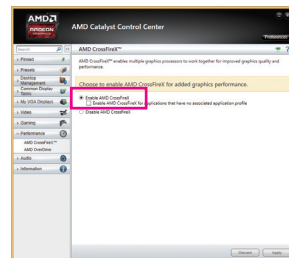 AMD
RADEON
GRAPHICS
AMD Catalyst Control Center
Preferences
Search
Pinned
Presets
Desktop
Management
Common Display
Tasks
My VGA Displays
Video
Gaming
Performance
AMD CrossFireX™
AMD OverDrive
Audio
Information
AMD CrossFireX™
AMD CrossFireX™ enables multiple graphics processors to work together for improved graphics quality and
performance.
Choose to enable AMD CrossFireX for added graphics performance.
Enable AMD CrossFireX
Enable AMD CrossFireX for applications that have no associated application profile
Disable AMD CrossFireX
Discard
Apply